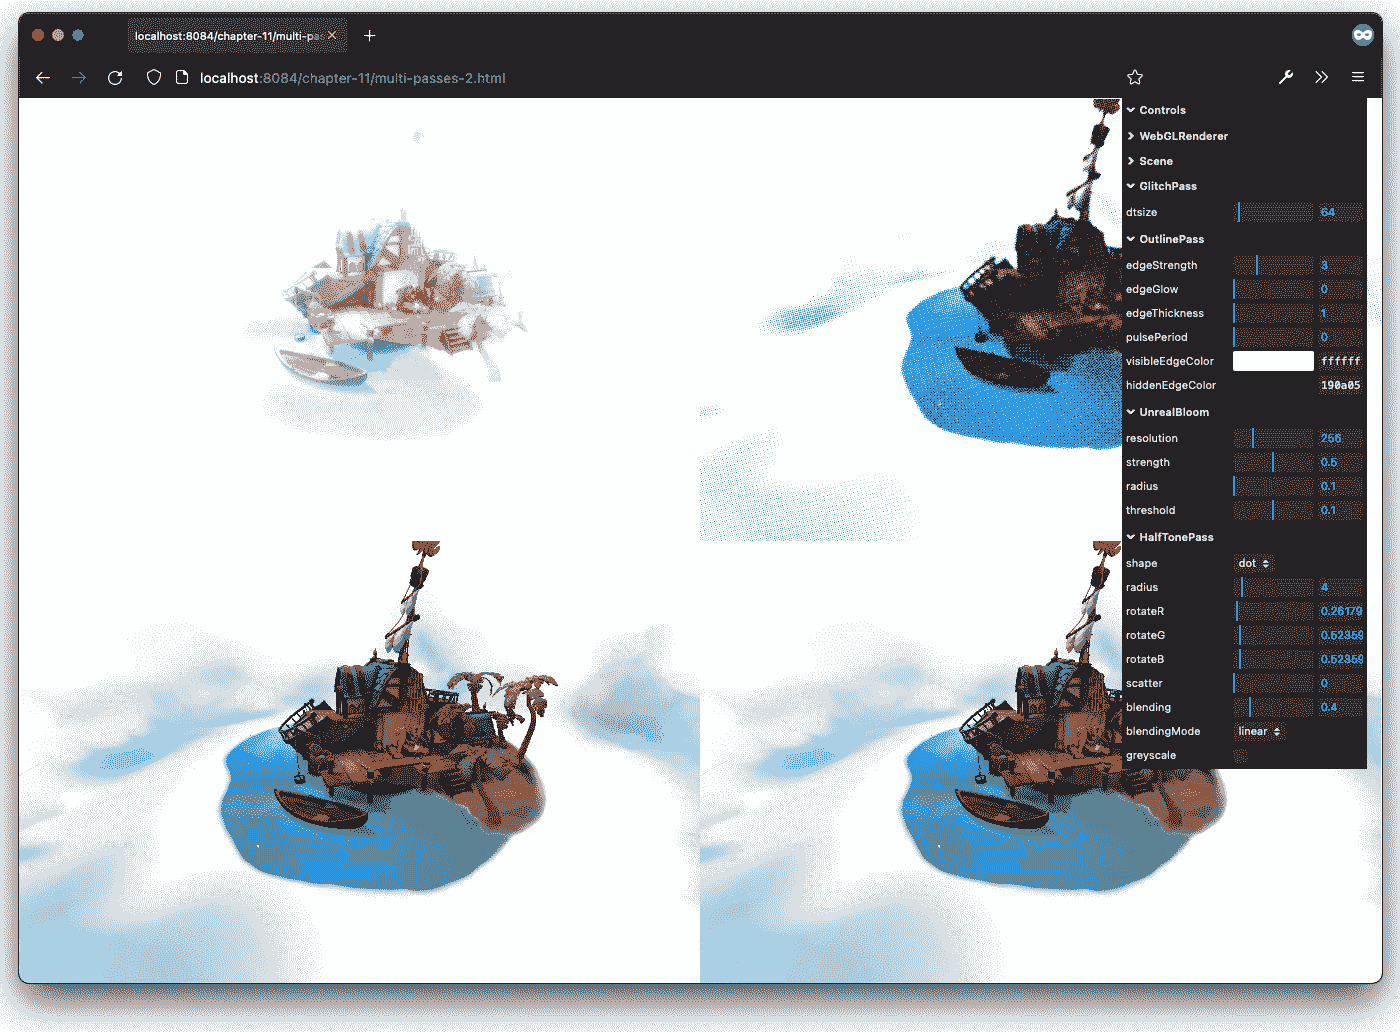 localhost:8084/chapter-11/multi-pas
localhost:8084/chapter-11/multi-passes-2.html
Controls
WebGLRenderer
Scene
GlitchPass
dtsize 64
OutlinePass
edgeStrength 3
edgeGlow 0
edgeThickness 1
pulsePeriod 0
visibleEdgeColor ffffff
hiddenEdgeColor 190a05
UnrealBloom
resolution 256
strength 0.5
radius 0.1
threshold 0.1
HalfTonePass
shape dot
radius 4
rotateR 0.26179
rotateG 0.52359
rotateB 0.52359
scatter 0
blending 0.4
blendingMode linear
greyscale